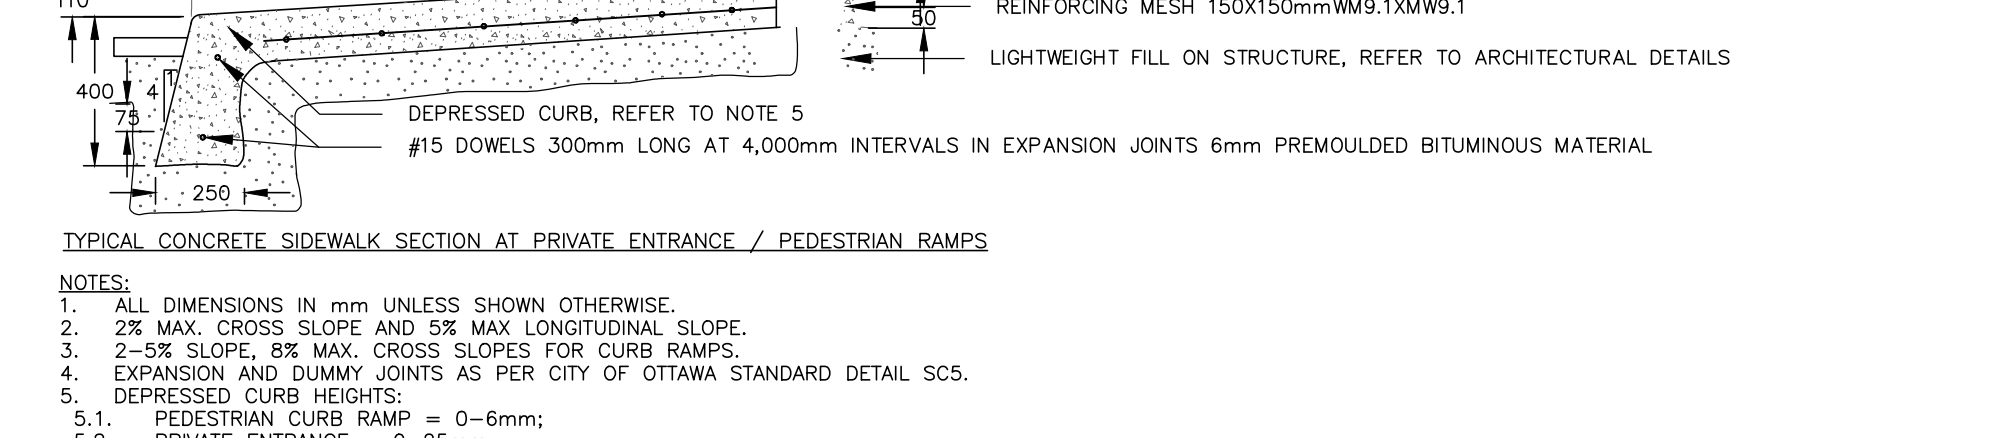 110
REINFORCING MESH 150X150mmWM9.1XMW9.1
50
LIGHTWEIGHT FILL ON STRUCTURE, REFER TO ARCHITECTURAL DETAILS
1
400
4
75
DEPRESSED CURB, REFER TO NOTE 5
#15 DOWELS 300mm LONG AT 4,000mm INTERVALS IN EXPANSION JOINTS 6mm PREMOULDED BITUMINOUS MATERIAL
250
TYPICAL CONCRETE SIDEWALK SECTION AT PRIVATE ENTRANCE / PEDESTRIAN RAMPS
NOTES:
1. ALL DIMENSIONS IN mm UNLESS SHOWN OTHERWISE.
2. 2% MAX. CROSS SLOPE AND 5% MAX LONGITUDINAL SLOPE.
3. 2-5% SLOPE, 8% MAX. CROSS SLOPES FOR CURB RAMPS.
4. EXPANSION AND DUMMY JOINTS AS PER CITY OF OTTAWA STANDARD DETAIL SC5.
5. DEPRESSED CURB HEIGHTS:
5.1. PEDESTRIAN CURB RAMP = 0-6mm;
PRIVATE ENTRANCE